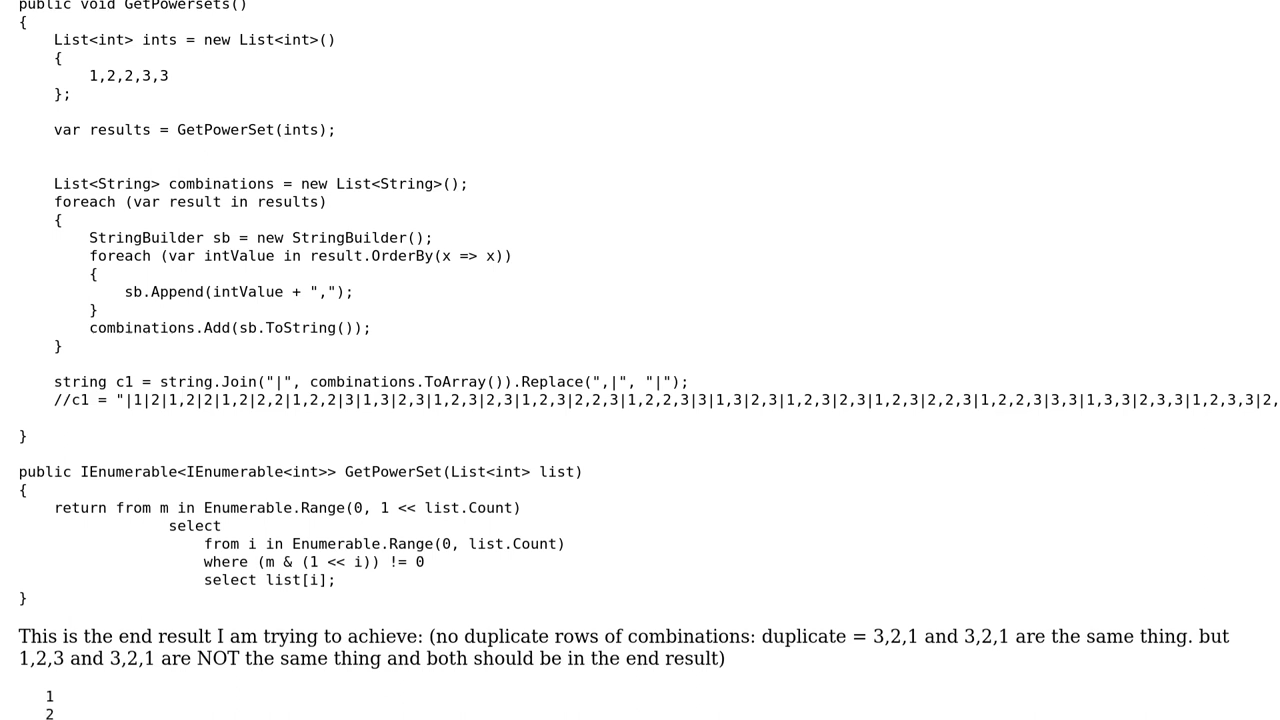 public void GetPowersets()
{
    List<int> ints = new List<int>()
    {
        1,2,2,3,3
    };

    var results = GetPowerSet(ints);


    List<String> combinations = new List<String>();
    foreach (var result in results)
    {
        StringBuilder sb = new StringBuilder();
        foreach (var intValue in result.OrderBy(x => x))
        {
            sb.Append(intValue + ",");
        }
        combinations.Add(sb.ToString());
    }

    string c1 = string.Join("|", combinations.ToArray()).Replace(",|", "|");
    //c1 = "|1|2|1,2|2|1,2|2,2|1,2,2|3|1,3|2,3|1,2,3|2,3|1,2,3|2,2,3|1,2,2,3|3|1,3|2,3|1,2,3|2,3|1,2,3|2,2,3|1,2,2,3|3,3|1,3,3|2,3,3|1,2,3,3|2,

}

public IEnumerable<IEnumerable<int>> GetPowerSet(List<int> list)
{
    return from m in Enumerable.Range(0, 1 << list.Count)
                 select
                     from i in Enumerable.Range(0, list.Count)
                     where (m & (1 << i)) != 0
                     select list[i];
}

This is the end result I am trying to achieve: (no duplicate rows of combinations: duplicate = 3,2,1 and 3,2,1 are the same thing. but
1,2,3 and 3,2,1 are NOT the same thing and both should be in the end result)

   1
   2